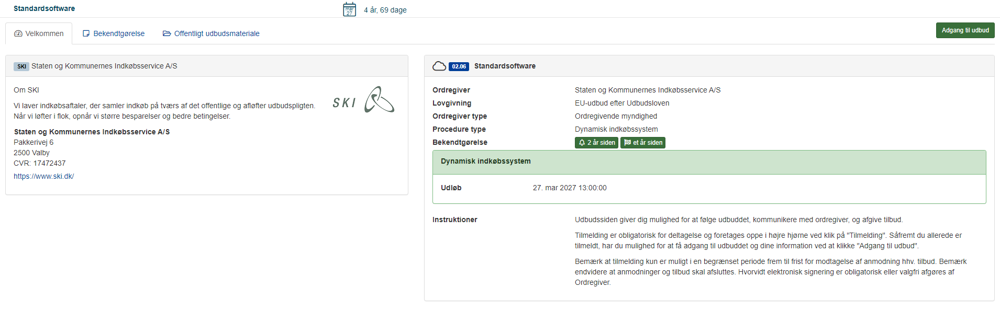 Standardsoftware
mar
27
4 år, 69 dage
Velkommen
Bekendtgørelse
Offentligt udbudsmateriale
Adgang til udbud
SKI Staten og Kommunernes Indkøbsservice A/S
Om SKI
Vi laver indkøbsaftaler, der samler indkøb på tværs af det offentlige og afløfter udbudspligten.
Når vi løfter i flok, opnår vi større besparelser og bedre betingelser.
SKI
Staten og Kommunernes Indkøbsservice A/S
Pakkerivej 6
2500 Valby
CVR: 17472437
https://www.ski.dk/
02.06 Standardsoftware
Ordregiver Staten og Kommunernes Indkøbsservice A/S
Lovgivning EU-udbud efter Udbudsloven
Ordregiver type Ordregivende myndighed
Procedure type Dynamisk indkøbssystem
Bekendtgørelse 2 år siden et år siden
Dynamisk indkøbssystem
Udløb 27. mar 2027 13:00:00
Instruktioner Udbudssiden giver dig mulighed for at følge udbuddet, kommunikere med ordregiver, og afgive tilbud.
Tilmelding er obligatorisk for deltagelse og foretages oppe i højre hjørne ved klik på "Tilmelding". Såfremt du allerede er
tilmeldt, har du mulighed for at få adgang til udbuddet og dine information ved at klikke "Adgang til udbud".
Bemærk at tilmelding kun er muligt i en begrænset periode frem til frist for modtagelse af anmodning hhv. tilbud. Bemærk
endvidere at anmodninger og tilbud skal afsluttes. Hvorvidt elektronisk signering er obligatorisk eller valgfri afgøres af
Ordregiver.